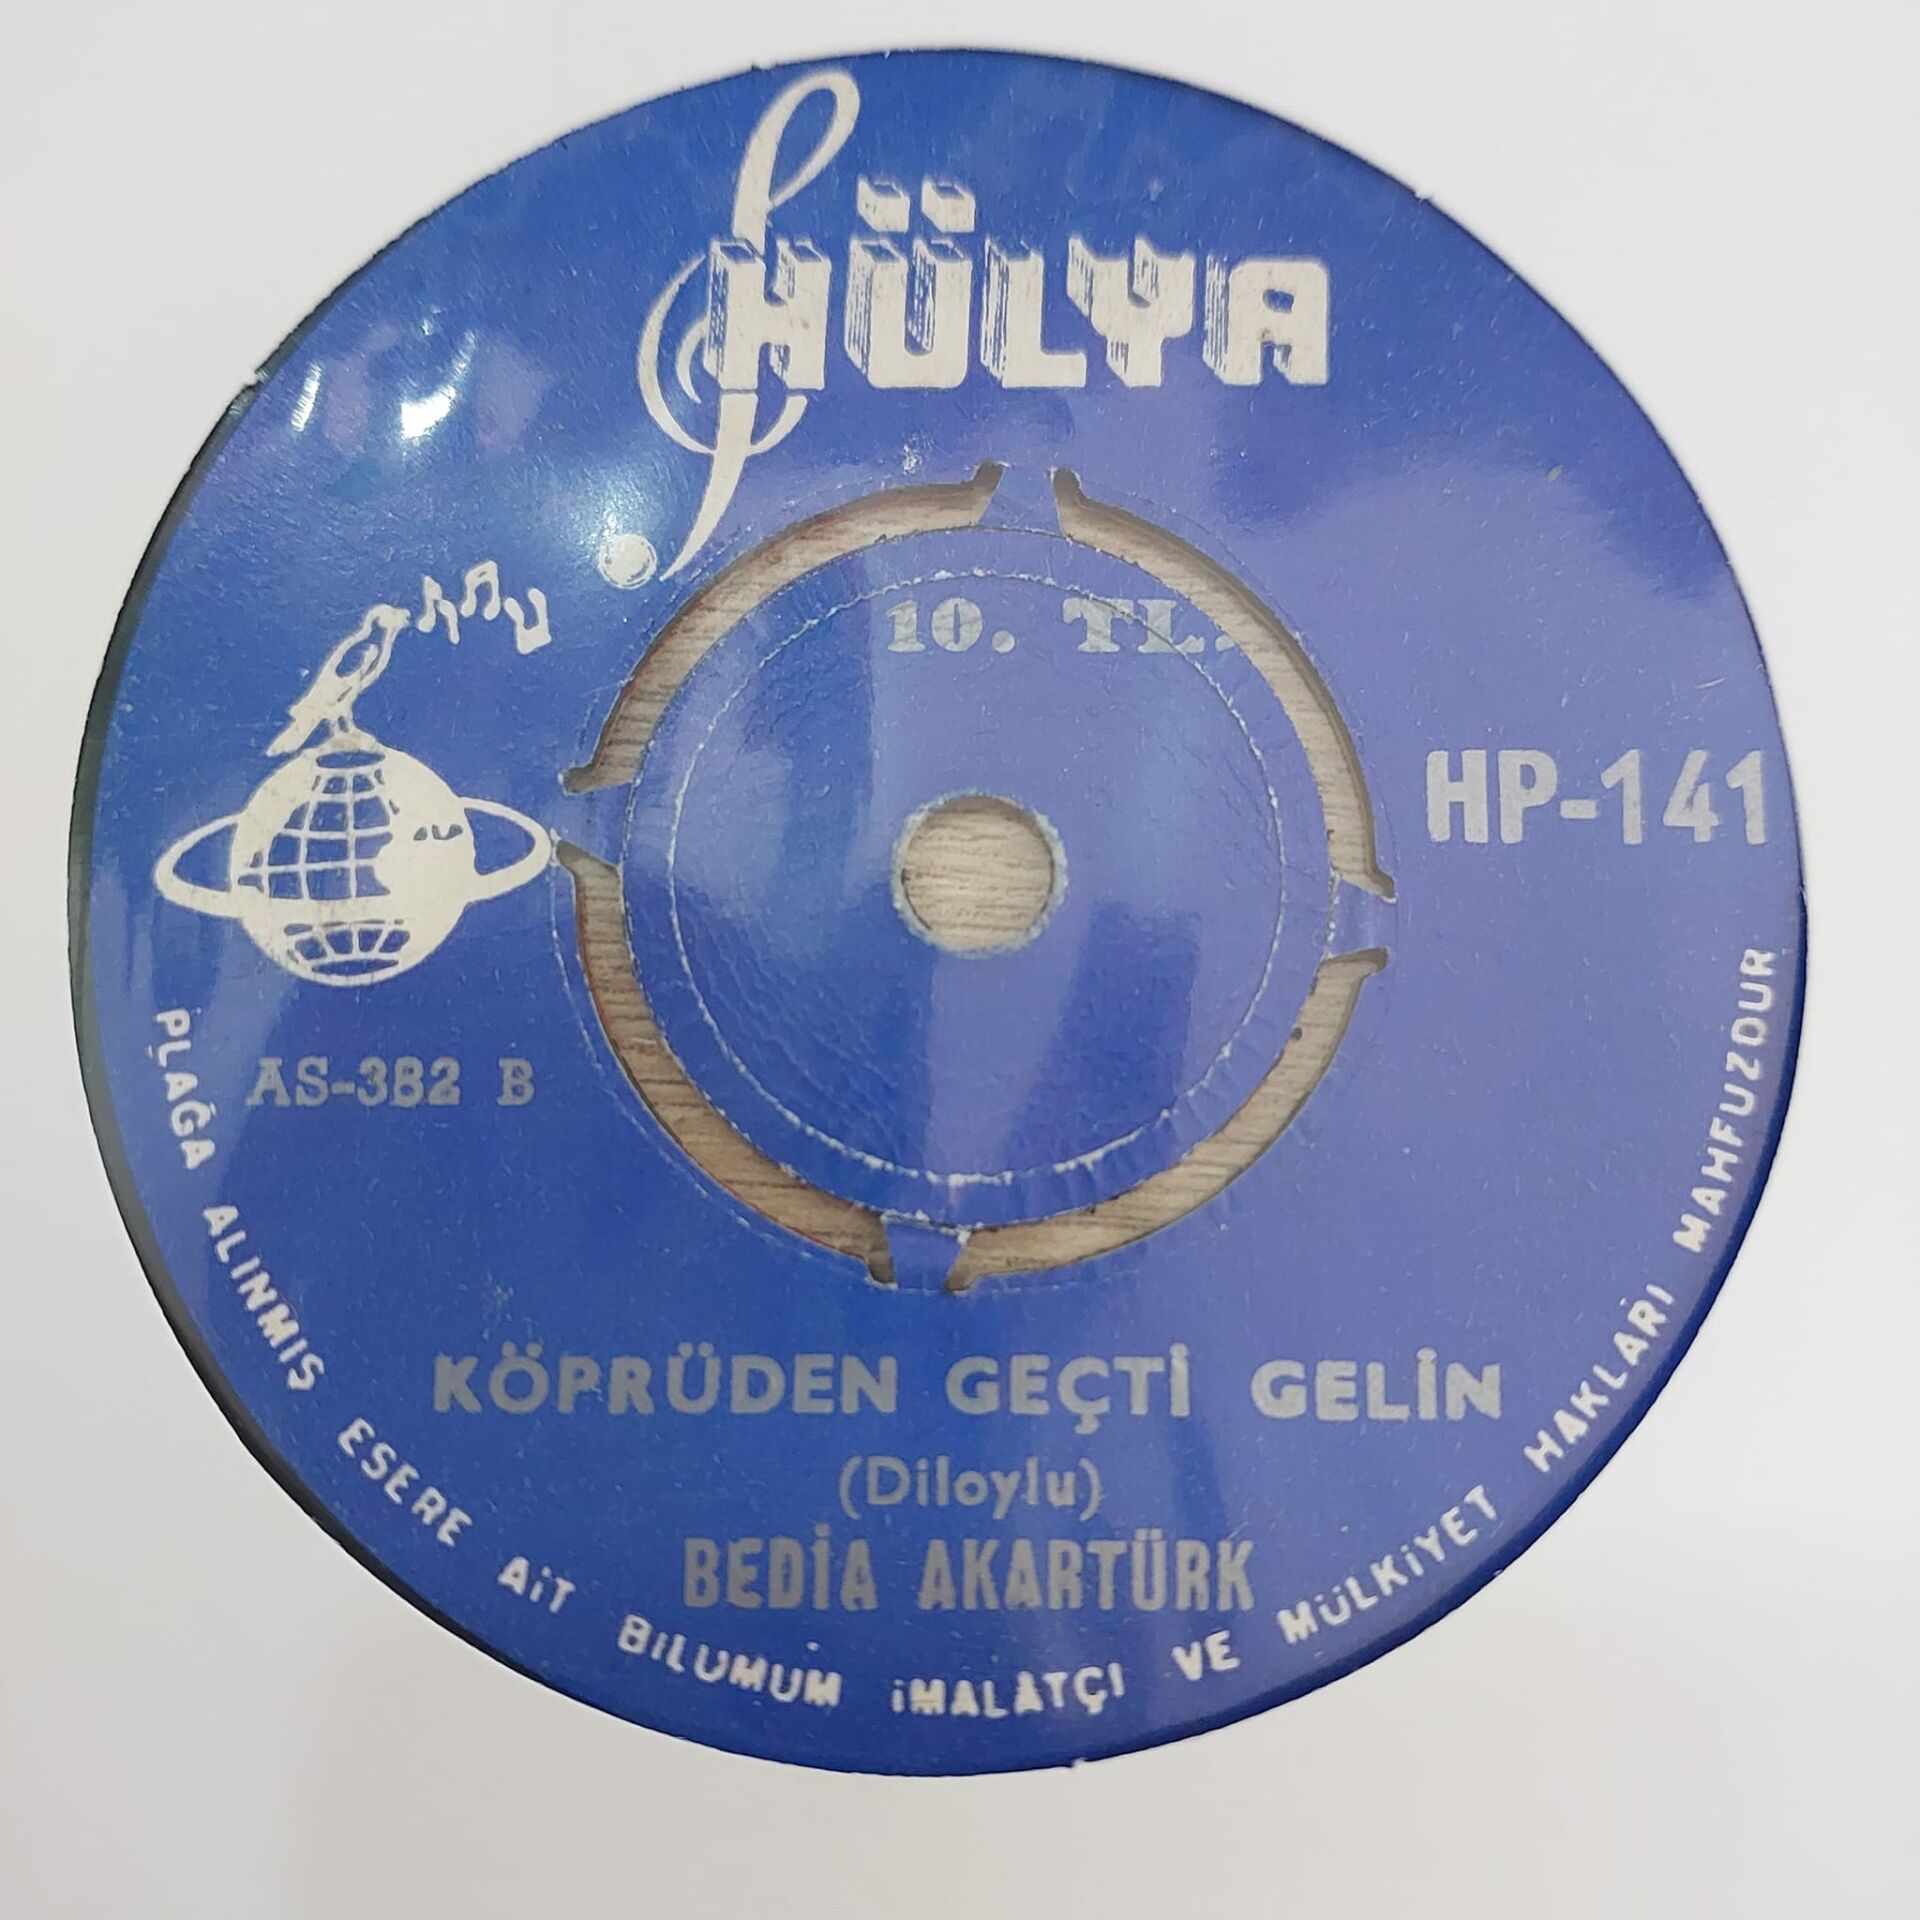 HÜLYA
10. TL.
HP-141
AS-382 B
KÖPRÜDEN GEÇTİ GELİN
(Diloylu)
BEDİA AKARTÜRK
PLAĞA ALINMIŞ ESERE AİT BİLUMUM İMALATÇI VE MÜLKİYET HAKLARI MAHFUZDUR